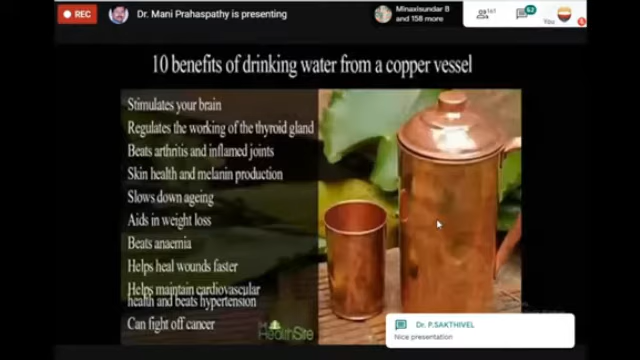 REC
Dr. Mani Prahaspathy is presenting
Minaxisundar B
and 158 more
161
62
You
10 benefits of drinking water from a copper vessel
Stimulates your brain
Regulates the working of the thyroid gland
Beats arthritis and inflamed joints
Skin health and melanin production
Slows down ageing
Aids in weight loss
Beats anaemia
Helps heal wounds faster
Helps maintain cardiovascular
health and beats hypertension
Can fight off cancer
HealthSite
Dr. P.SAKTHIVEL
Nice presentation